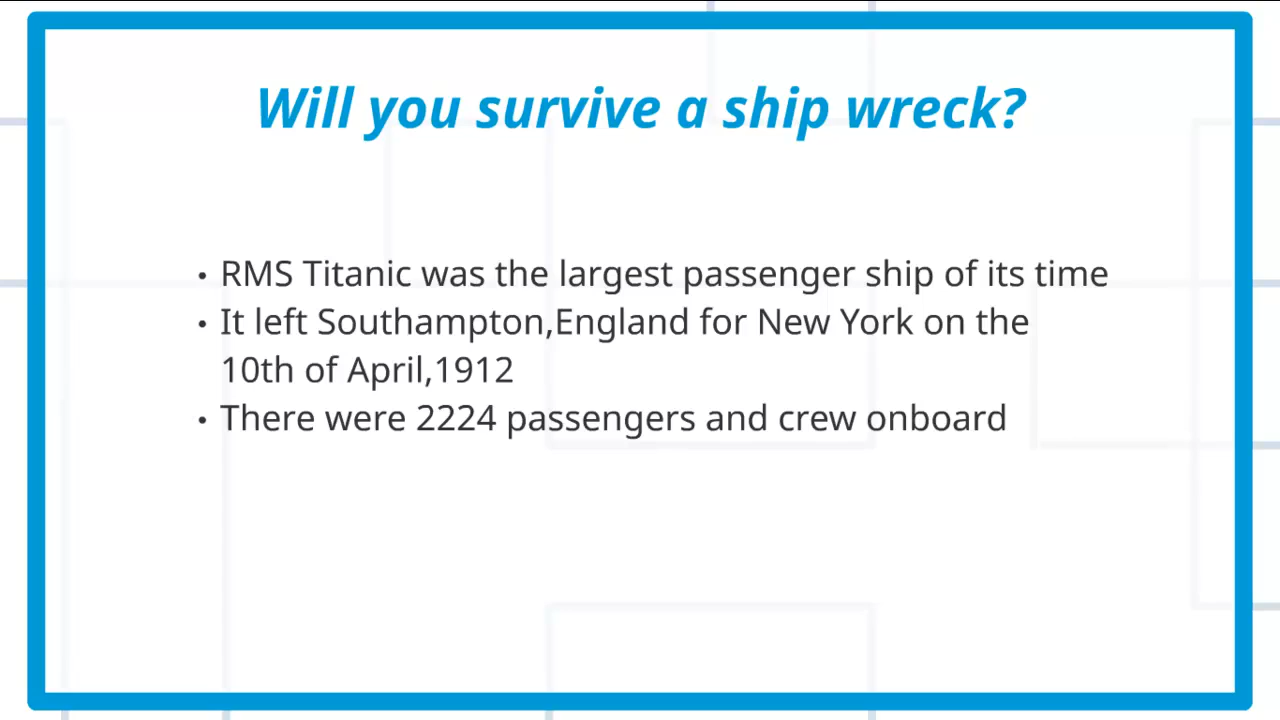 Will you survive a ship wreck?
• RMS Titanic was the largest passenger ship of its time
• It left Southampton,England for New York on the
10th of April,1912
• There were 2224 passengers and crew onboard